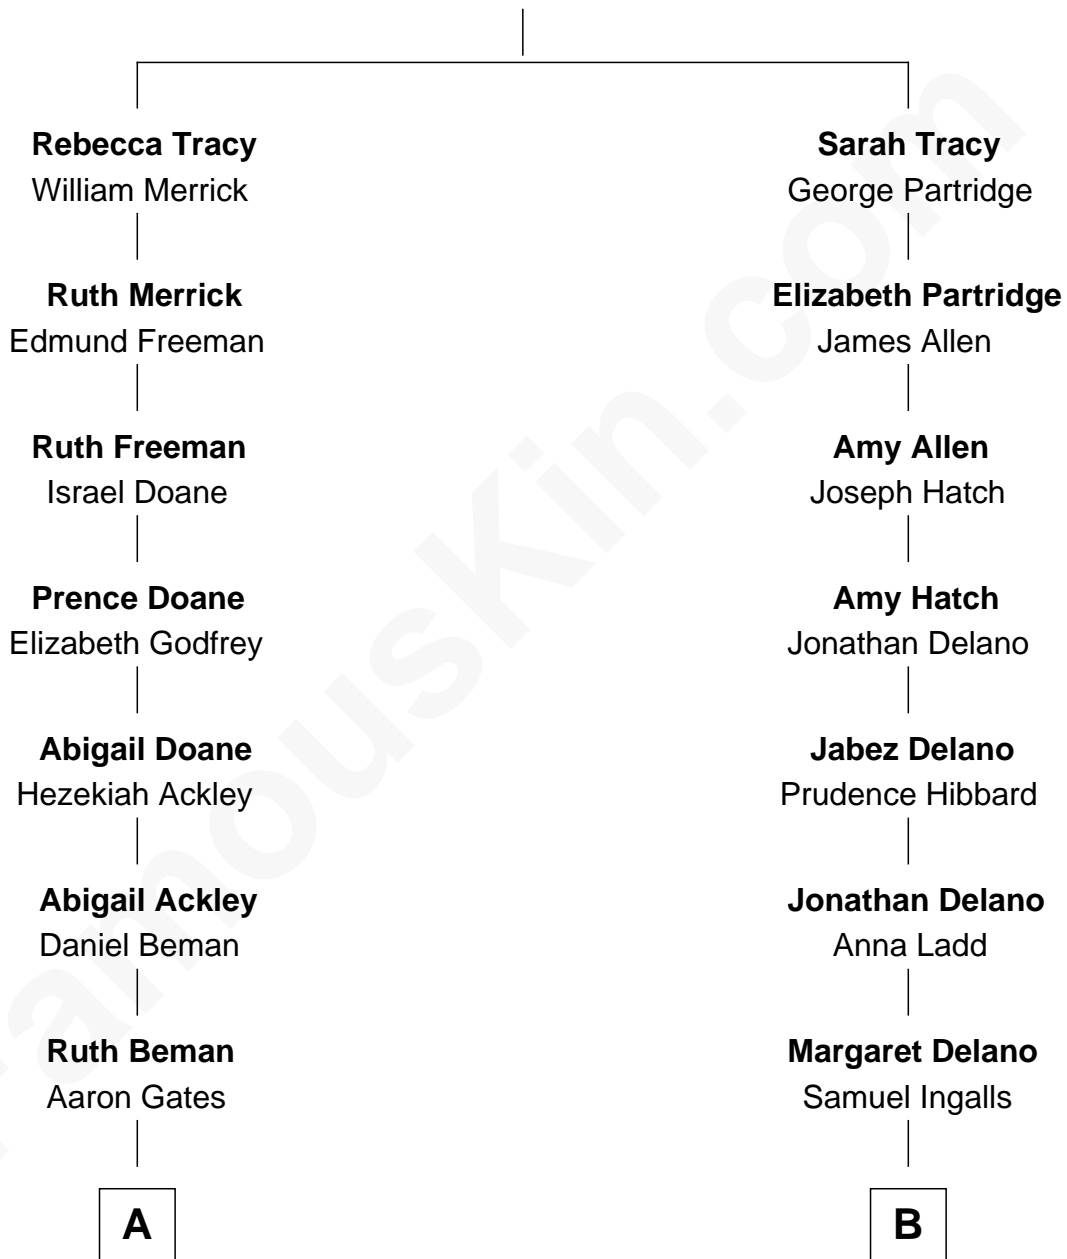 Rebecca Tracy
William Merrick
Sarah Tracy
George Partridge
Ruth Merrick
Edmund Freeman
Elizabeth Partridge
James Allen
Ruth Freeman
Israel Doane
Amy Allen
Joseph Hatch
Prence Doane
Elizabeth Godfrey
Amy Hatch
Jonathan Delano
Abigail Doane
Hezekiah Ackley
Jabez Delano
Prudence Hibbard
Abigail Ackley
Daniel Beman
Jonathan Delano
Anna Ladd
Ruth Beman
Aaron Gates
Margaret Delano
Samuel Ingalls
A
B
FamousKin.com